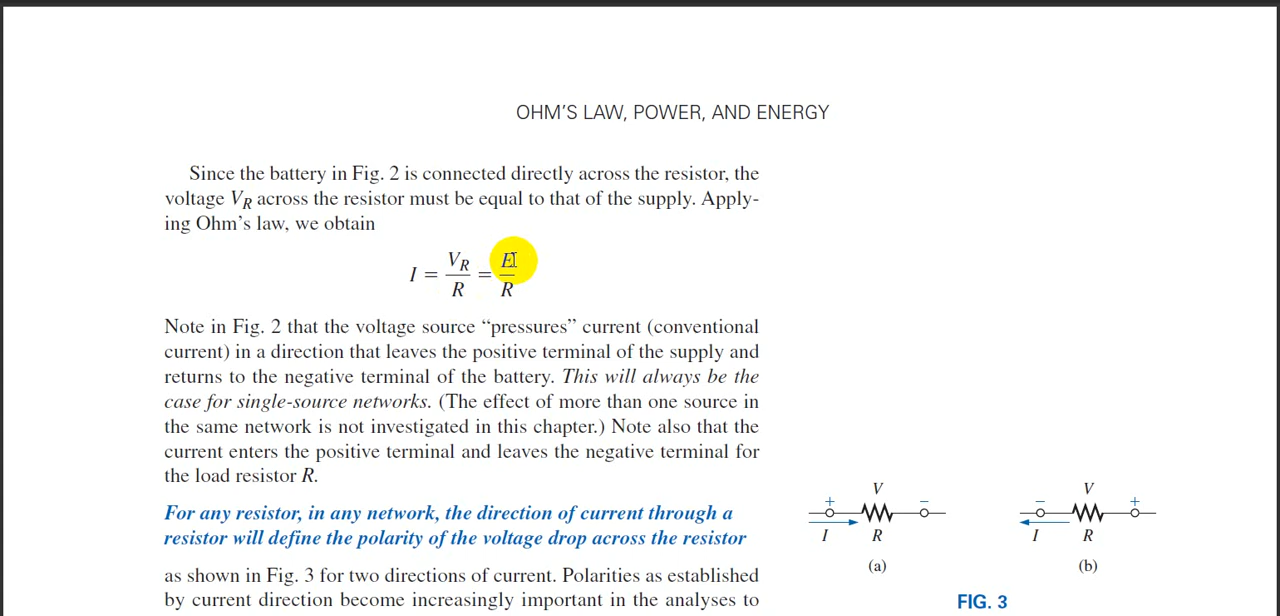 OHM'S LAW, POWER, AND ENERGY
Since the battery in Fig. 2 is connected directly across the resistor, the
voltage VR across the resistor must be equal to that of the supply. Apply-
ing Ohm's law, we obtain
I = VR/R = E/R
Note in Fig. 2 that the voltage source “pressures” current (conventional
current) in a direction that leaves the positive terminal of the supply and
returns to the negative terminal of the battery. This will always be the
case for single-source networks. (The effect of more than one source in
the same network is not investigated in this chapter.) Note also that the
current enters the positive terminal and leaves the negative terminal for
the load resistor R.
For any resistor, in any network, the direction of current through a
resistor will define the polarity of the voltage drop across the resistor
as shown in Fig. 3 for two directions of current. Polarities as established
by current direction become increasingly important in the analyses to
V
+ –
I R
(a)
V
– +
I R
(b)
FIG. 3